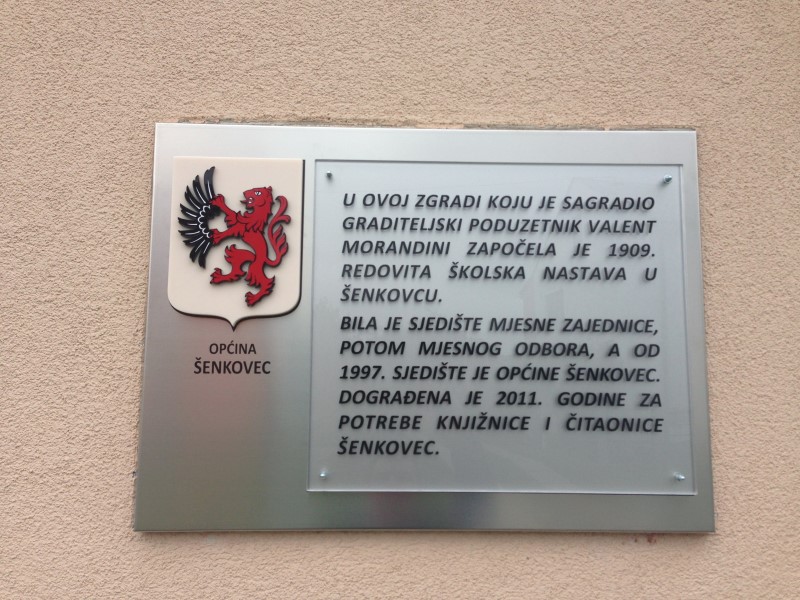 OPĆINA
ŠENKOVEC
U OVOJ ZGRADI KOJU JE SAGRADIO
GRADITELJSKI PODUZETNIK VALENT
MORANDINI ZAPOČELA JE 1909.
REDOVITA ŠKOLSKA NASTAVA U
ŠENKOVCU.
BILA JE SJEDIŠTE MJESNE ZAJEDNICE,
POTOM MJESNOG ODBORA, A OD
1997. SJEDIŠTE JE OPĆINE ŠENKOVEC.
DOGRAĐENA JE 2011. GODINE ZA
POTREBE KNJIŽNICE I ČITAONICE
ŠENKOVEC.